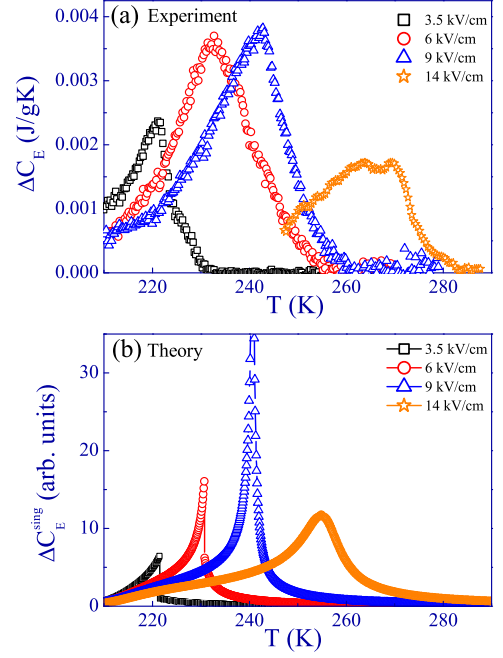 (a) Experiment
3.5 kV/cm
6 kV/cm
9 kV/cm
14 kV/cm
0.004
0.003
0.002
0.001
0.000
ΔC_E (J/gK)
220 240 260 280
T (K)
(b) Theory
3.5 kV/cm
6 kV/cm
9 kV/cm
14 kV/cm
30
20
10
0
ΔC_E^sing (arb. units)
220 240 260 280
T (K)